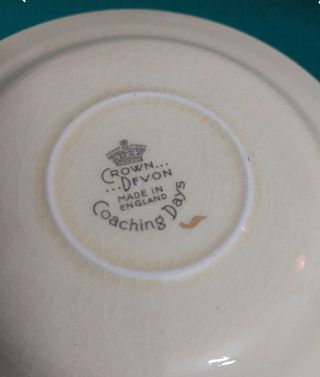 CROWN...
...DEVON
MADE IN
ENGLAND
Coaching Days